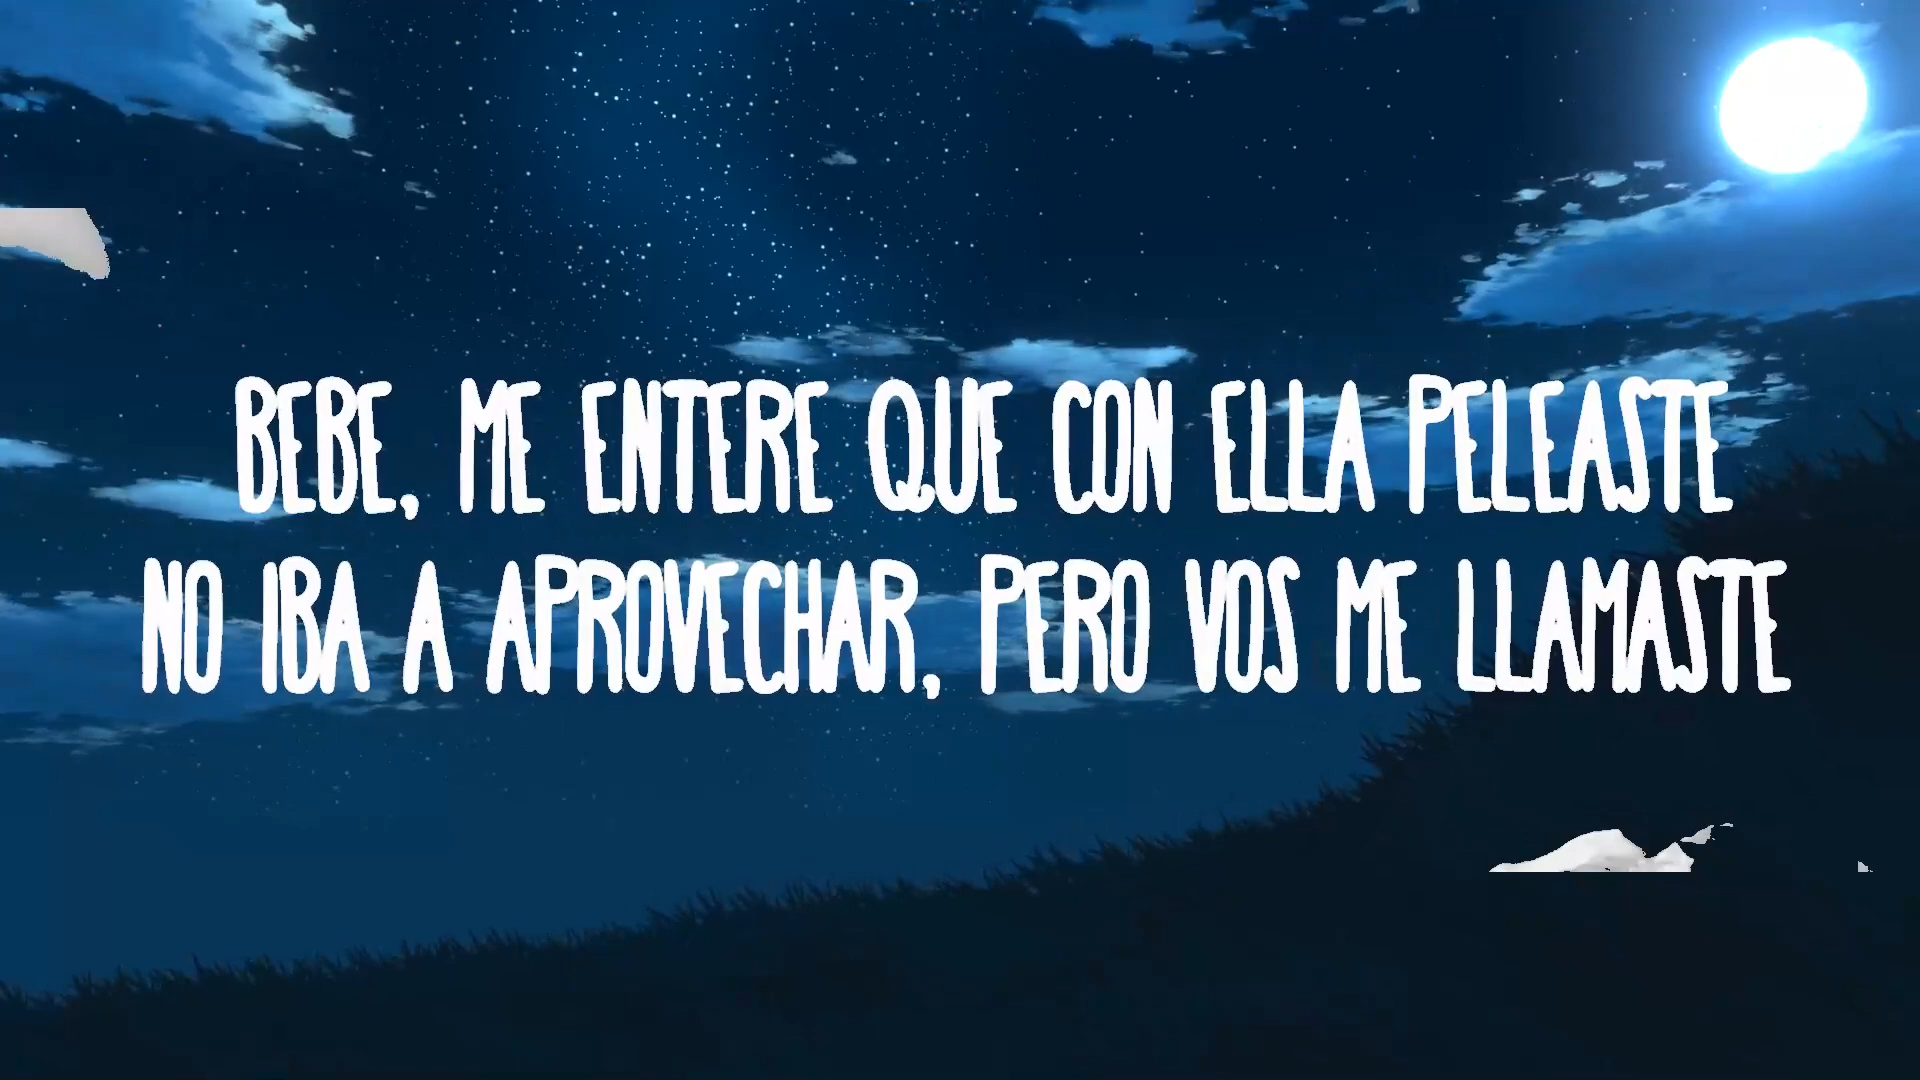 BEBE, ME ENTERE QUE CON ELLA PELEASTE
NO IBA A APROVECHAR, PERO VOS ME LLAMASTE